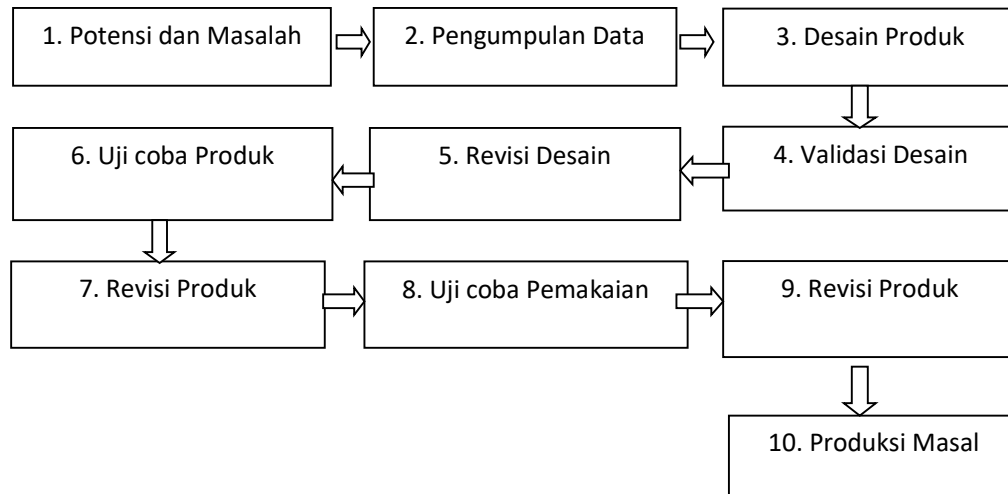 1. Potensi dan Masalah
2. Pengumpulan Data
3. Desain Produk
4. Validasi Desain
5. Revisi Desain
6. Uji coba Produk
7. Revisi Produk
8. Uji coba Pemakaian
9. Revisi Produk
10. Produksi Masal